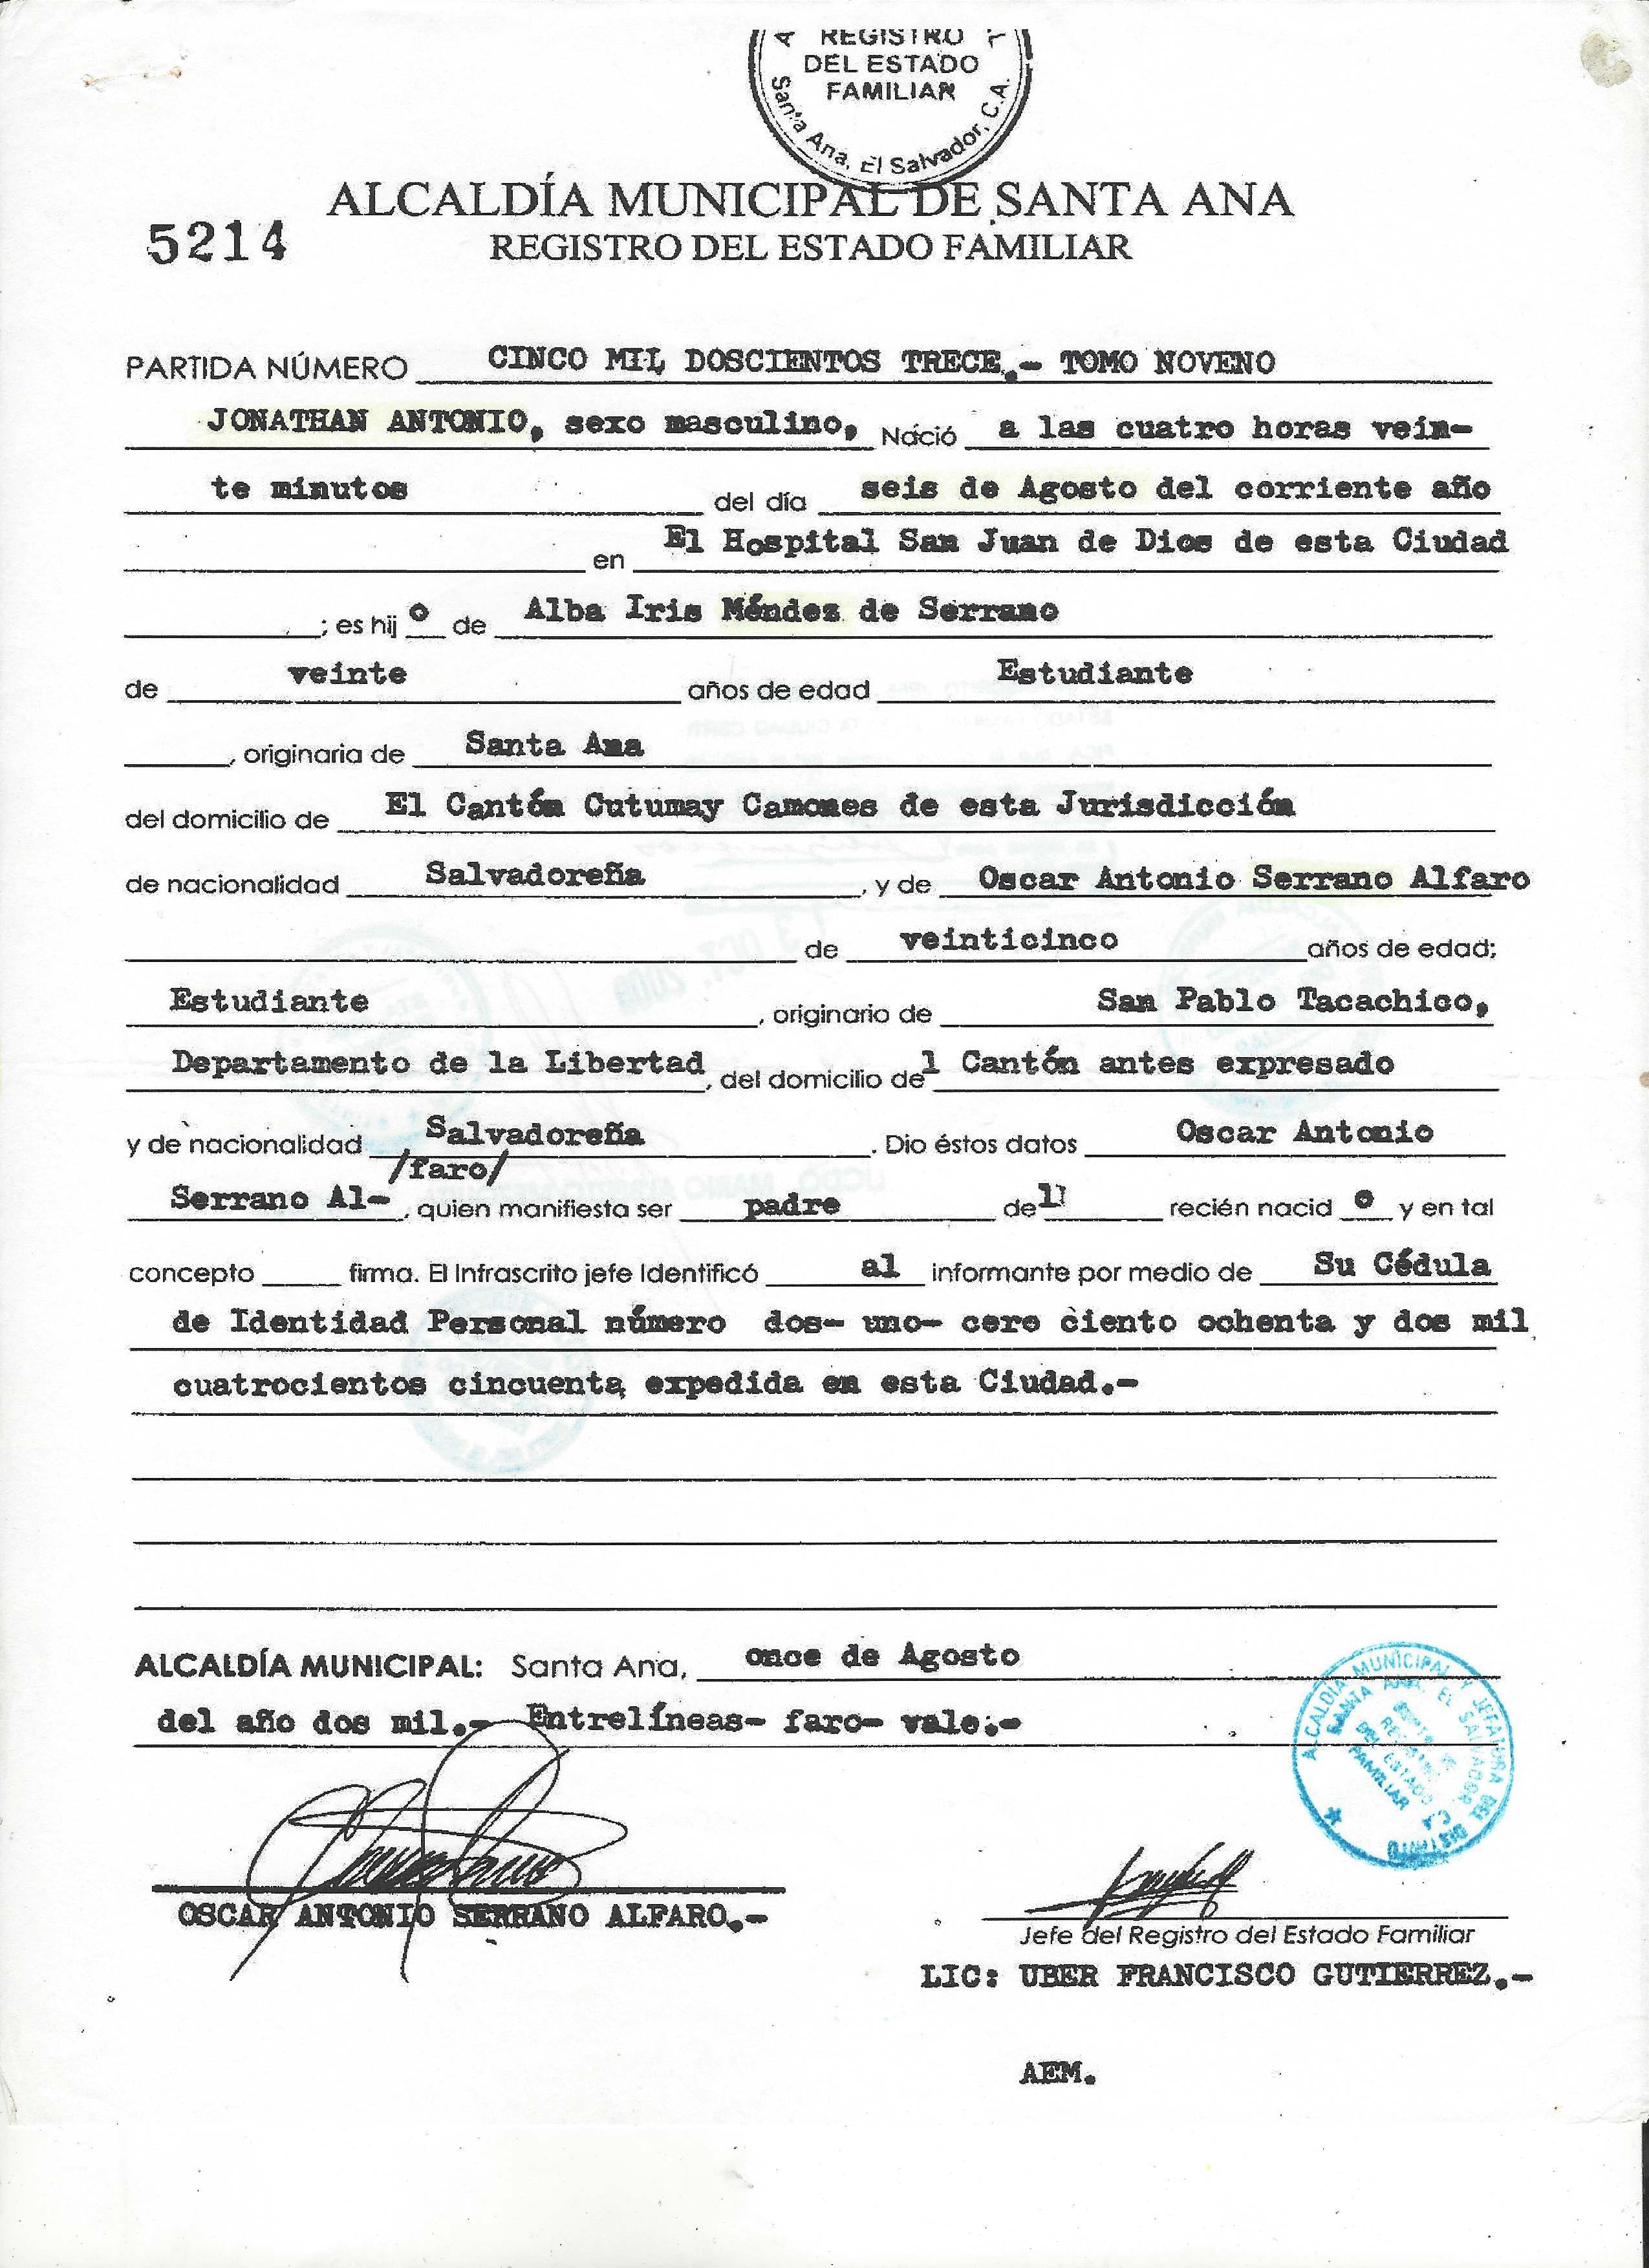 REGISTRO
DEL ESTADO
FAMILIAR
Santa Ana, El Salvador, C.A.
ALCALDÍA MUNICIPAL DE SANTA ANA
5214
REGISTRO DEL ESTADO FAMILIAR
PARTIDA NÚMERO CINCO MIL DOSCIENTOS TRECE.- TOMO NOVENO
JONATHAN ANTONIO, sexo masculino, Nació a las cuatro horas vein-
te minutos del día seis de Agosto del corriente año
en El Hospital San Juan de Dios de esta Ciudad
; es hijo de Alba Iris Méndez de Serrano
de veinte años de edad Estudiante
, originaria de Santa Ana
del domicilio de El Cantón Cutumay Camones de esta Jurisdicción
de nacionalidad Salvadoreña, y de Oscar Antonio Serrano Alfaro
de veinticinco años de edad;
Estudiante, originario de San Pablo Tacachico,
Departamento de la Libertad, del domicilio del Cantón antes expresado
y de nacionalidad Salvadoreña. Dio éstos datos Oscar Antonio
/faro/
Serrano Al-, quien manifiesta ser padre del recién nacido y en tal
concepto firma. El Infrascrito jefe Identificó al informante por medio de Su Cédula
de Identidad Personal número dos- uno- cero ciento ochenta y dos mil
cuatrocientos cincuenta, expedida en esta Ciudad.-
ALCALDÍA MUNICIPAL: Santa Ana, once de Agosto
del año dos mil.- Entrelíneas- faro- vale.-
ALCALDIA MUNICIPAL Y JEFATURA DEL DISTRITO
SANTA ANA, EL SALVADOR, C.A.
REGISTRO
DEL ESTADO
FAMILIAR
OSCAR ANTONIO SERRANO ALFARO.-
Jefe del Registro del Estado Familiar
LIC: UBER FRANCISCO GUTIERREZ.-
AEM.